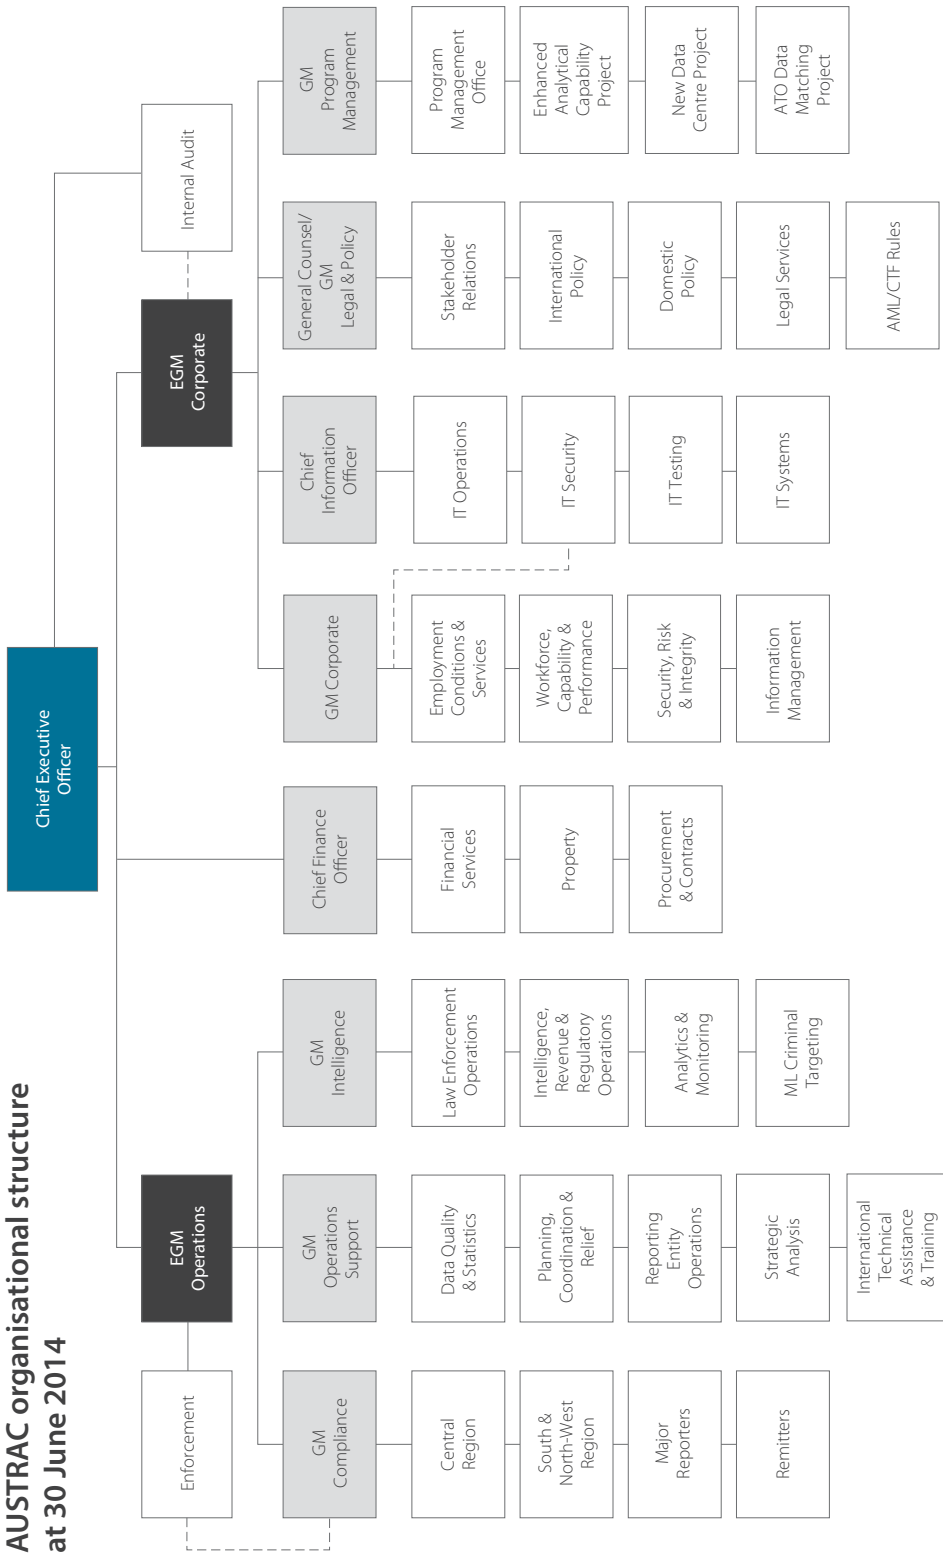 AUSTRAC organisational structure
at 30 June 2014
Chief Executive
Officer
Enforcement
EGM
Operations
EGM
Corporate
Internal Audit
GM
Compliance
GM
Operations
Support
GM
Intelligence
Chief Finance
Officer
GM Corporate
Chief
Information
Officer
General Counsel/
GM
Legal & Policy
GM
Program
Management
Central
Region
South &
North-West
Region
Major
Reporters
Remitters
Data Quality
& Statistics
Planning,
Coordination &
Relief
Reporting
Entity
Operations
Strategic
Analysis
International
Technical
Assistance
& Training
Law Enforcement
Operations
Intelligence,
Revenue &
Regulatory
Operations
Analytics &
Monitoring
ML Criminal
Targeting
Financial
Services
Property
Procurement
& Contracts
Employment
Conditions &
Services
Workforce,
Capability &
Performance
Security, Risk
& Integrity
Information
Management
IT Operations
IT Security
IT Testing
IT Systems
Stakeholder
Relations
International
Policy
Domestic
Policy
Legal Services
AML/CTF Rules
Program
Management
Office
Enhanced
Analytical
Capability
Project
New Data
Centre Project
ATO Data
Matching
Project